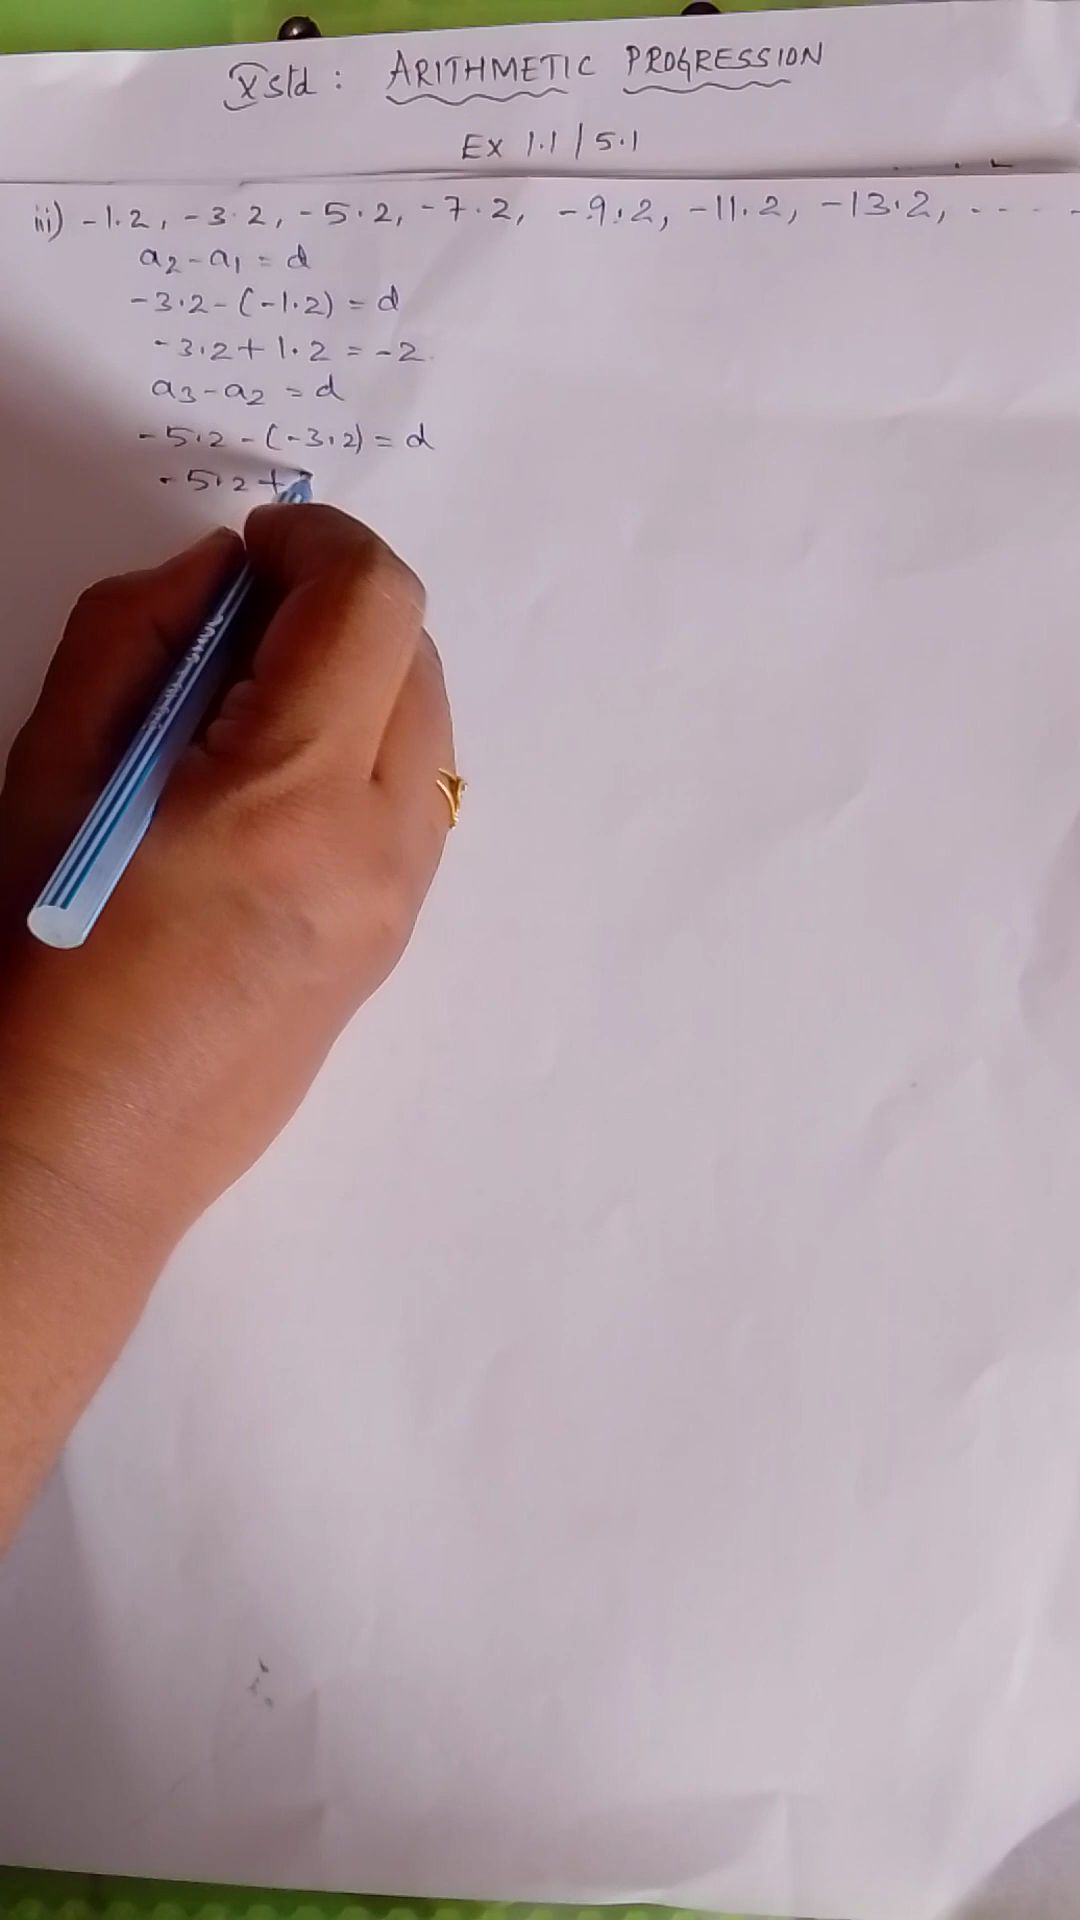 X std : ARITHMETIC PROGRESSION
Ex 1.1 / 5.1
iii) -1.2, -3.2, -5.2, -7.2, -9.2, -11.2, -13.2, .....
a2 - a1 = d
-3.2 - (-1.2) = d
-3.2 + 1.2 = -2.
a3 - a2 = d
-5.2 - (-3.2) = d
-5.2 +